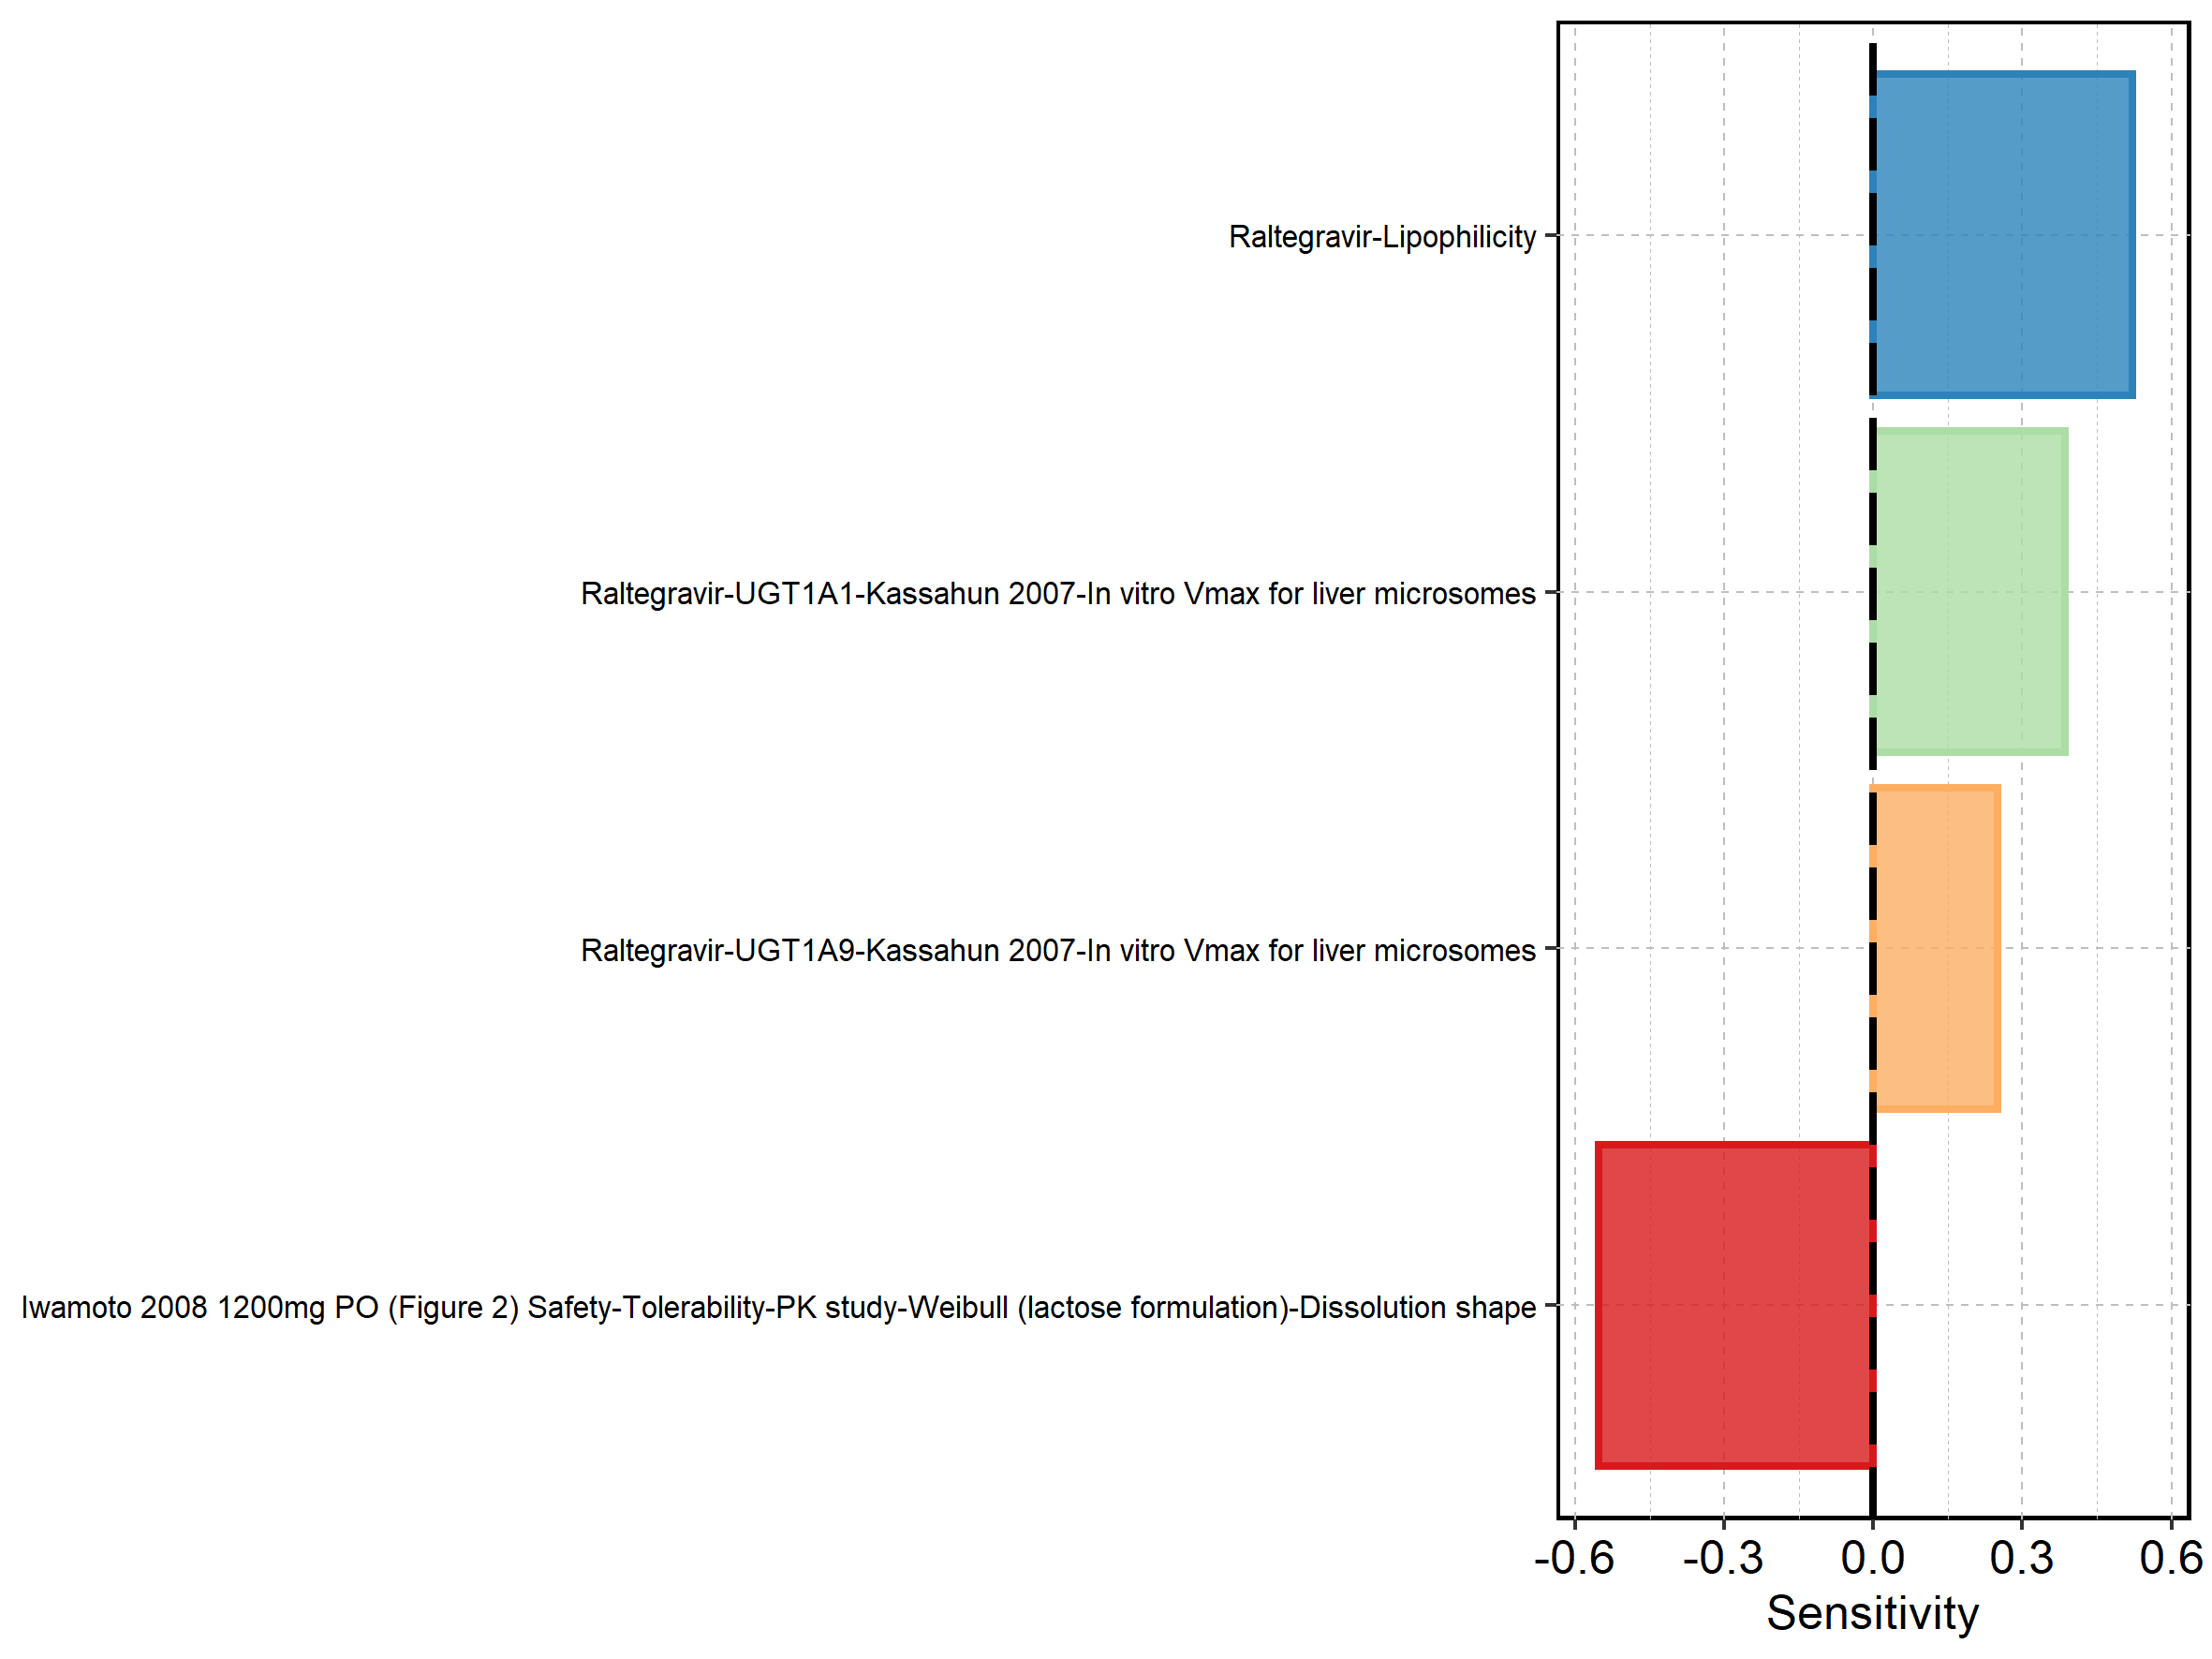 Raltegravir-Lipophilicity
Raltegravir-UGT1A1-Kassahun 2007-In vitro Vmax for liver microsomes
Raltegravir-UGT1A9-Kassahun 2007-In vitro Vmax for liver microsomes
Iwamoto 2008 1200mg PO (Figure 2) Safety-Tolerability-PK study-Weibull (lactose formulation)-Dissolution shape
-0.6 -0.3 0.0 0.3 0.6
Sensitivity